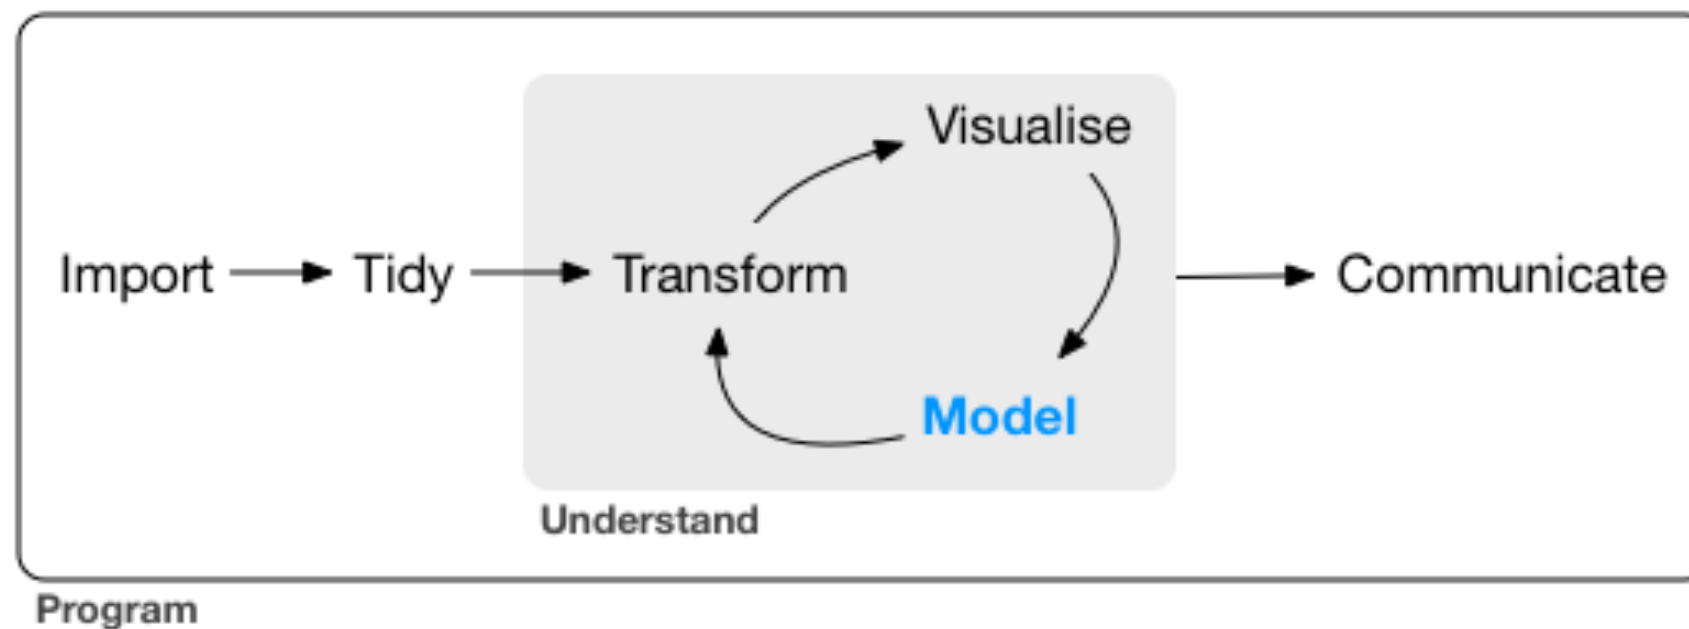 Visualise
Import Tidy Transform Communicate
Model
Understand
Program